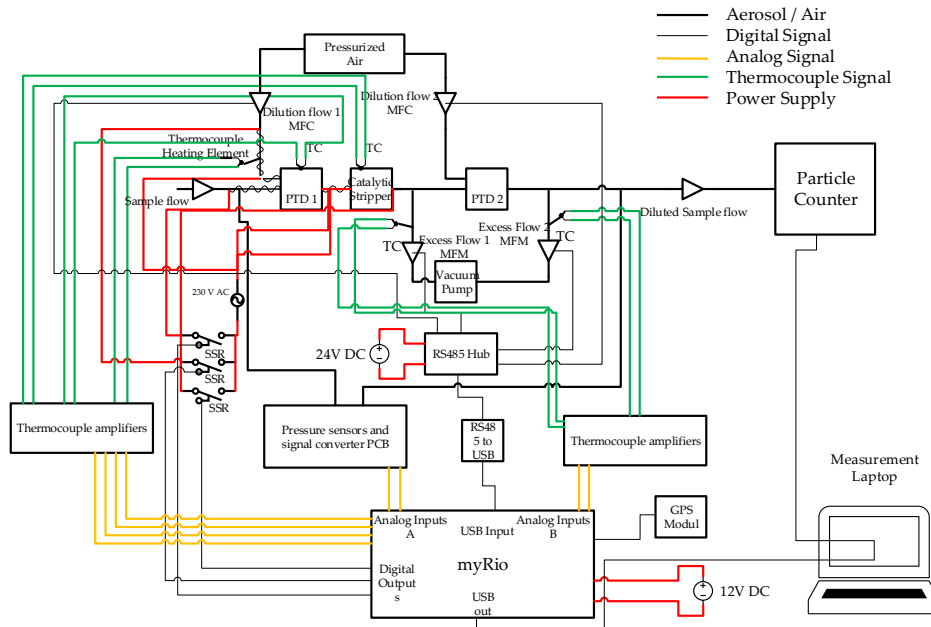 Aerosol / Air
Digital Signal
Analog Signal
Thermocouple Signal
Power Supply
Pressurized
Air
Dilution flow 1
MFC
Dilution flow 2
MFC
Thermocouple
Heating Element
TC
TC
Sample flow
PTD 1
Catalytic
Stripper
PTD 2
Particle
Counter
Diluted Sample flow
Excess Flow 1
MFM
TC
Excess Flow 2
MFM
TC
Vacuum
Pump
230 V AC
SSR
SSR
SSR
24V DC
RS485 Hub
Thermocouple amplifiers
Pressure sensors and
signal converter PCB
RS48
5 to
USB
Thermocouple amplifiers
Measurement
Laptop
Analog Inputs
A
USB Input
Analog Inputs
B
GPS
Modul
myRio
Digital
Output
s
USB
out
12V DC